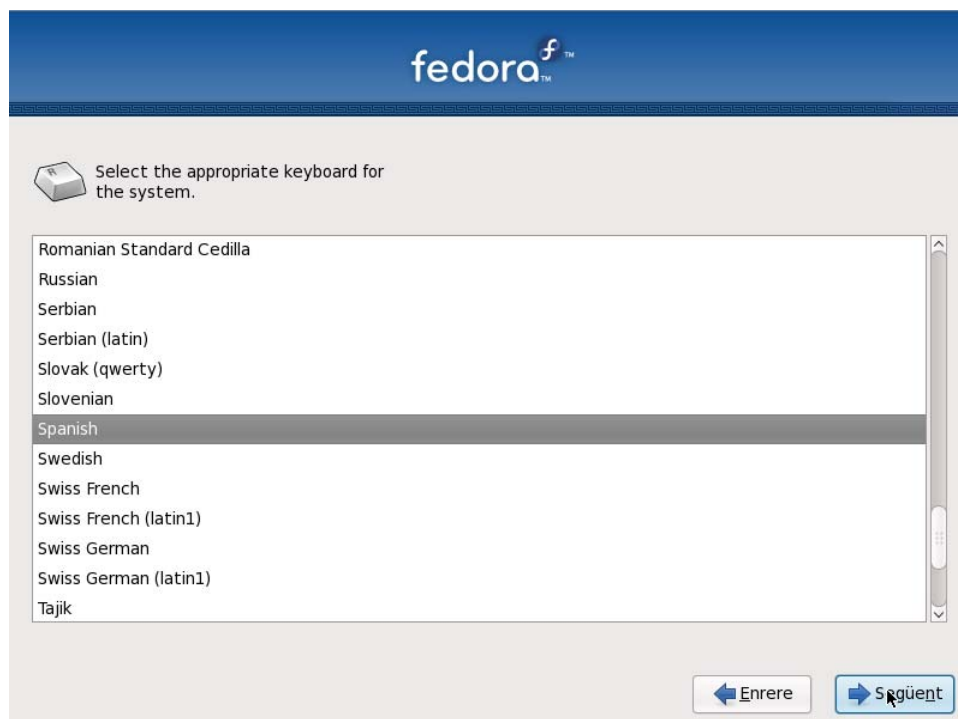 fedora™
Select the appropriate keyboard for
the system.
Romanian Standard Cedilla
Russian
Serbian
Serbian (latin)
Slovak (qwerty)
Slovenian
Spanish
Swedish
Swiss French
Swiss French (latin1)
Swiss German
Swiss German (latin1)
Tajik
Enrere
Següent